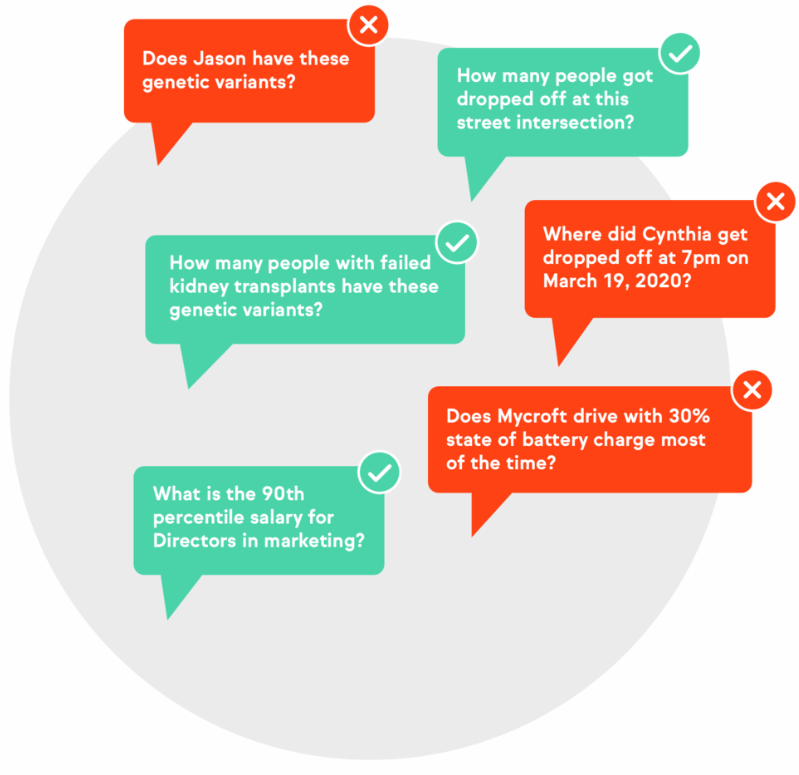 Does Jason have these
genetic variants?
How many people got
dropped off at this
street intersection?
Where did Cynthia get
dropped off at 7pm on
March 19, 2020?
How many people with failed
kidney transplants have these
genetic variants?
Does Mycroft drive with 30%
state of battery charge most
of the time?
What is the 90th
percentile salary for
Directors in marketing?